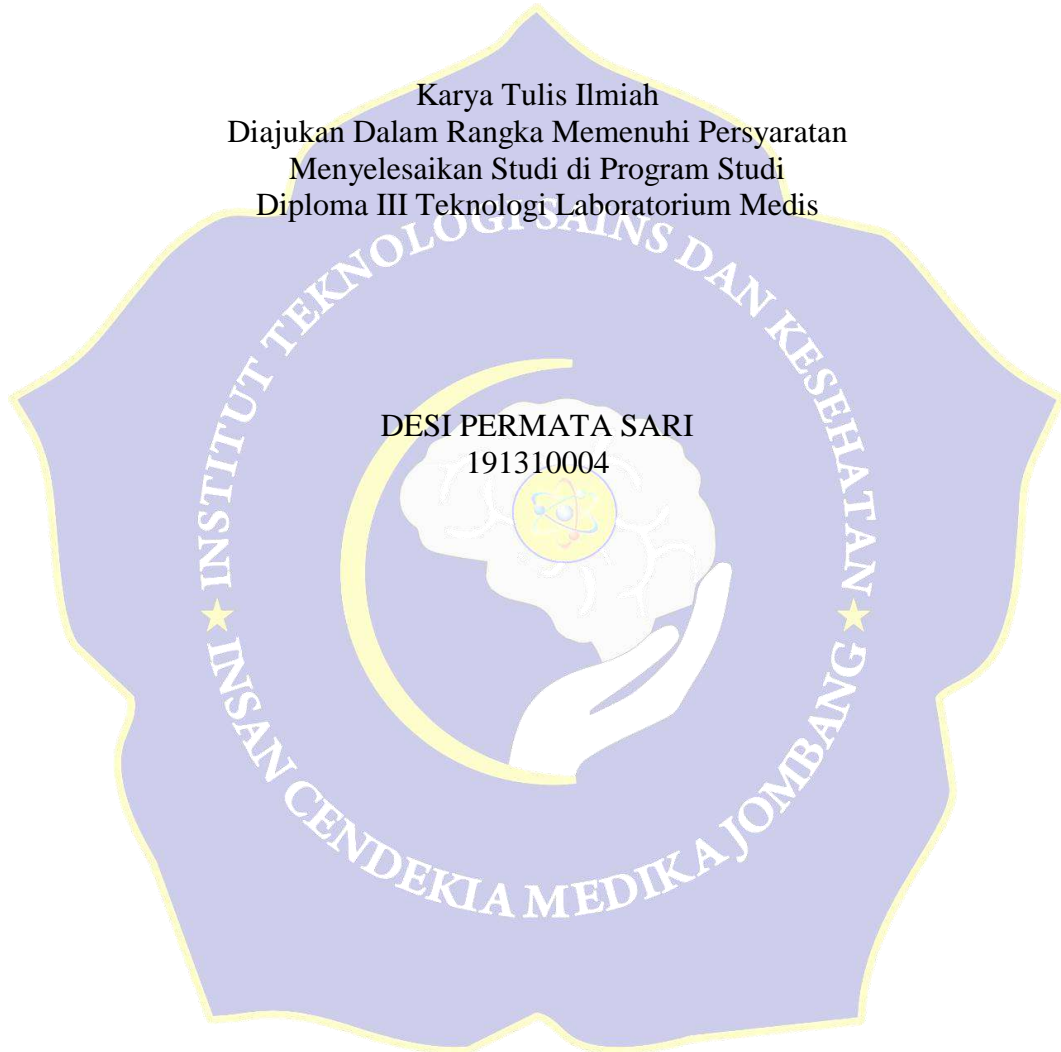 Karya Tulis Ilmiah
Diajukan Dalam Rangka Memenuhi Persyaratan
Menyelesaikan Studi di Program Studi
Diploma III Teknologi Laboratorium Medis
DESI PERMATA SARI
191310004
INSTITUT TEKNOLOGI SAINS DAN KESEHATAN
INSAN CENDEKIA MEDIKA JOMBANG